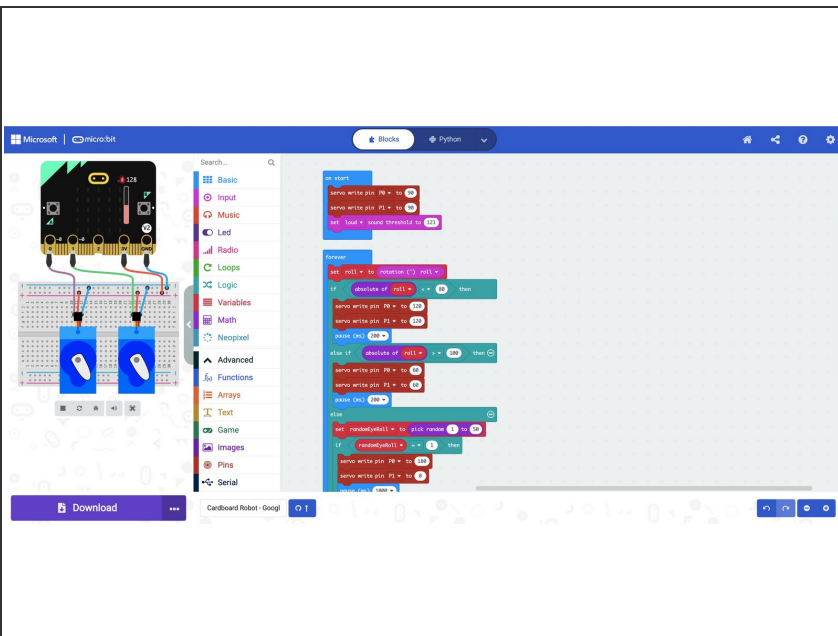 Microsoft | micro:bit
Blocks
Python
128
V2
0 1 2 3V GND
Search...
Basic
Input
Music
Led
Radio
Loops
Logic
Variables
Math
Neopixel
Advanced
Functions
Arrays
Text
Game
Images
Pins
Serial
on start
servo write pin P0 to 90
servo write pin P1 to 90
set loud sound threshold to 121
forever
set roll to rotation (°) roll
if absolute of roll 80 then
servo write pin P0 to 120
servo write pin P1 to 120
pause (ms) 200
else if absolute of roll > 100 then
servo write pin P0 to 60
servo write pin P1 to 60
pause (ms) 200
else
set randomEyeRoll to pick random 1 to 50
if randomEyeRoll = 1 then
servo write pin P0 to 180
servo write pin P1 to 0
pause (ms) 1000
Download
Cardboard Robot - Googl